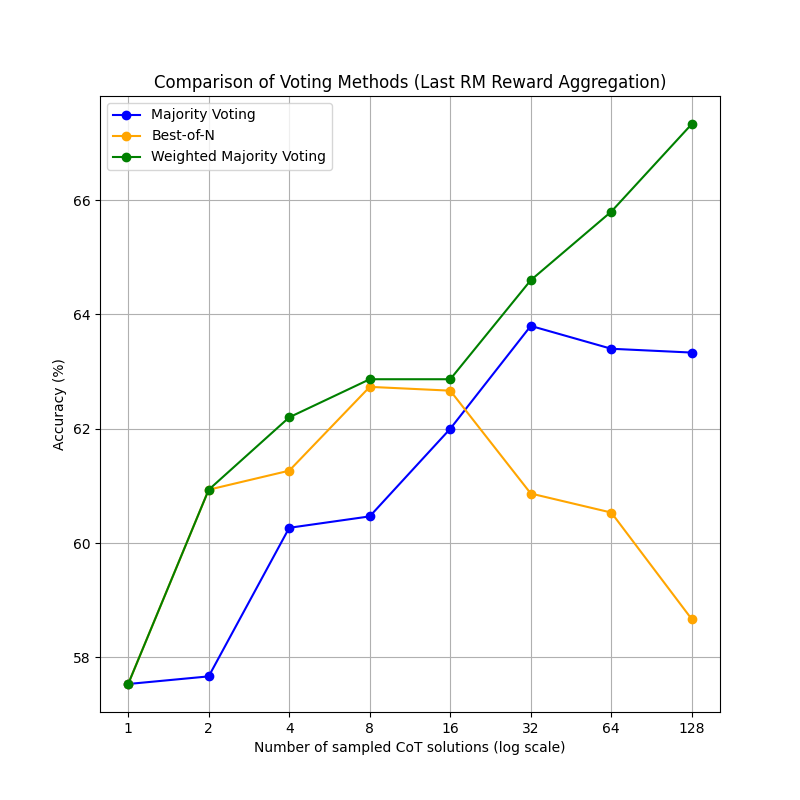 Comparison of Voting Methods (Last RM Reward Aggregation)
Majority Voting
Best-of-N
Weighted Majority Voting
Accuracy (%)
66
64
62
60
58
1 2 4 8 16 32 64 128
Number of sampled CoT solutions (log scale)